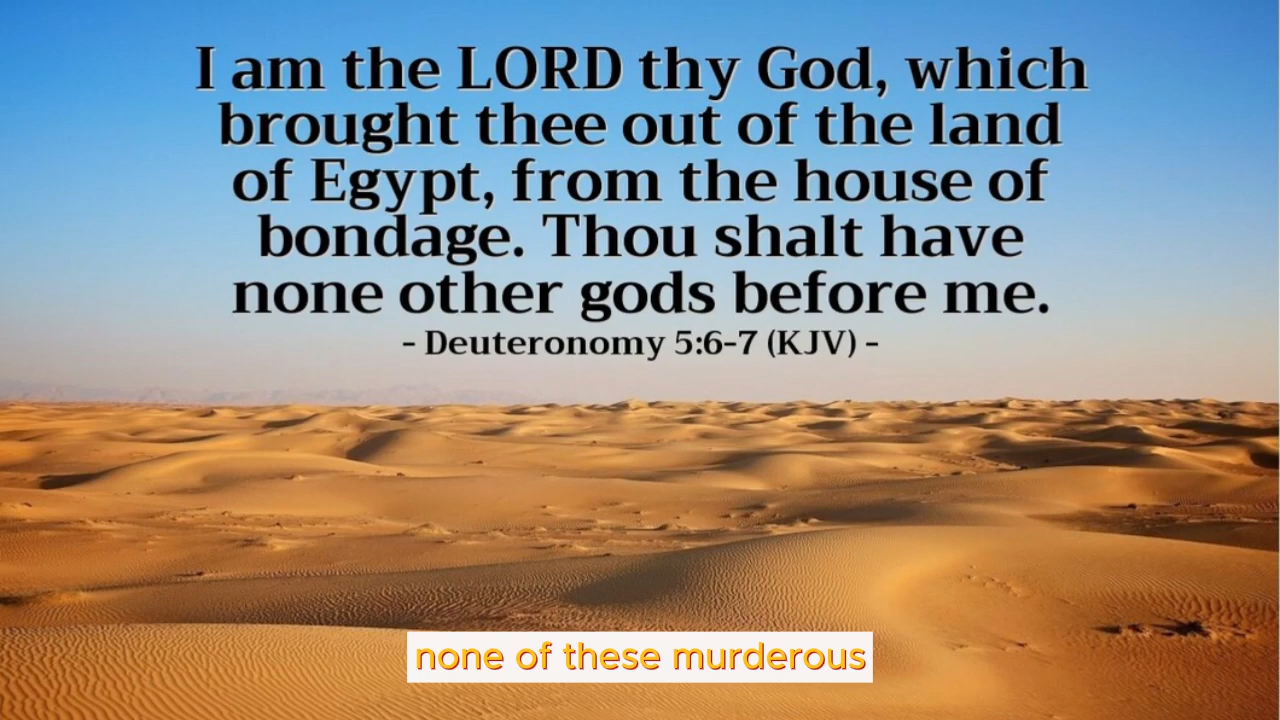 I am the LORD thy God, which
brought thee out of the land
of Egypt, from the house of
bondage. Thou shalt have
none other gods before me.
- Deuteronomy 5:6-7 (KJV) -
none of these murderous